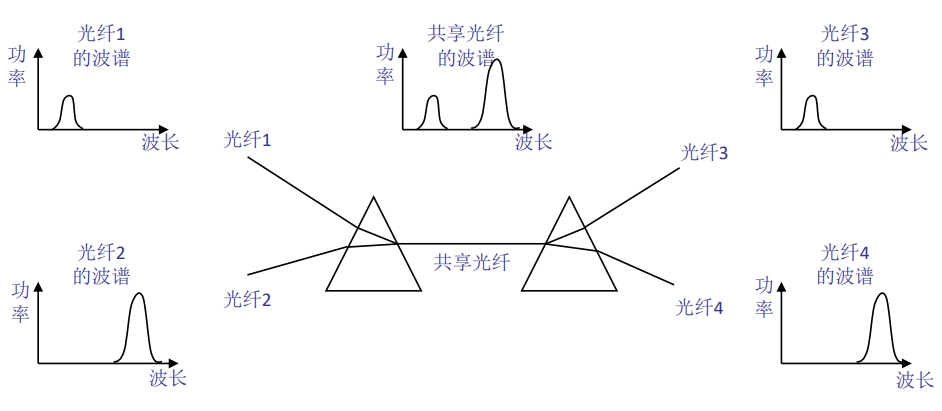 光纤1
的波谱
功
率
波长
共享光纤
的波谱
功
率
波长
光纤3
的波谱
功
率
波长
光纤1
光纤3
共享光纤
光纤2
光纤4
光纤2
的波谱
功
率
波长
光纤4
的波谱
功
率
波长